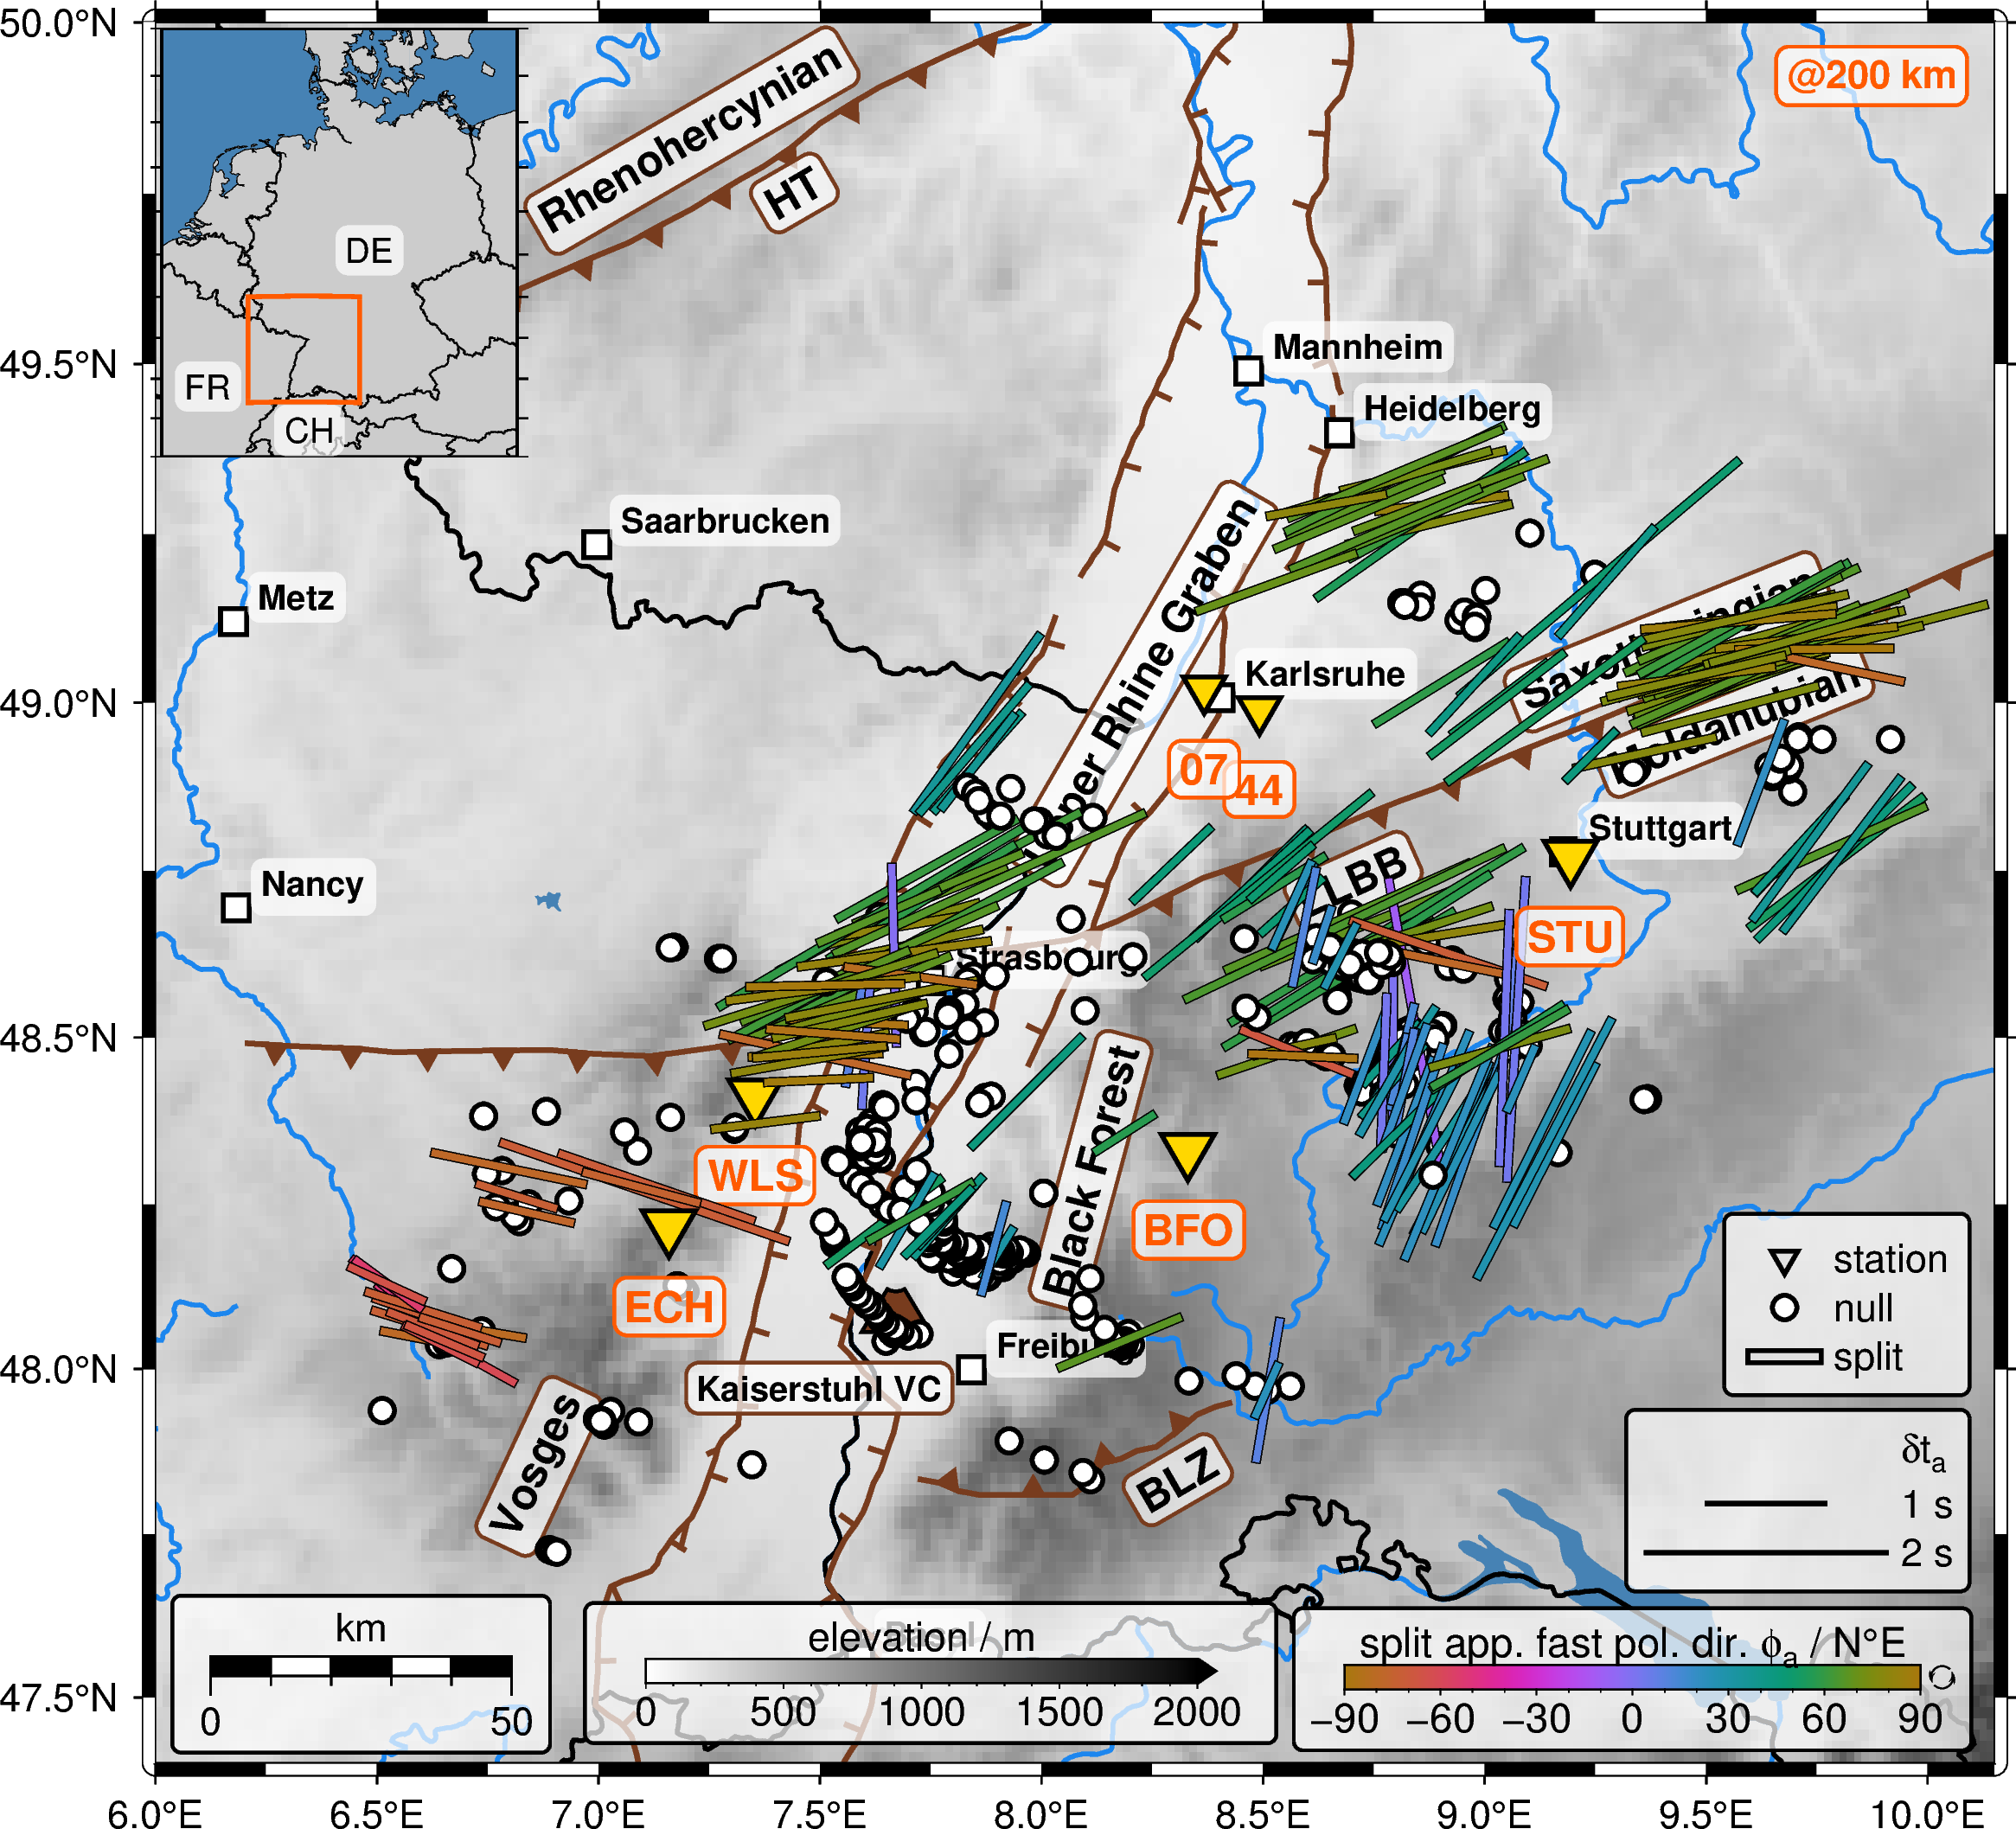 50.0°N
@200 km
Rhenohercynian
HT
DE
FR
CH
49.5°N
Mannheim
Heidelberg
Saarbrucken
Metz
Upper Rhine Graben
Saxothuringian
Moldanubian
49.0°N
Karlsruhe
07
44
Stuttgart
LBB
Nancy
STU
Strasbourg
48.5°N
Black Forest
WLS
BFO
ECH
station
null
split
48.0°N
Freiburg
Kaiserstuhl VC
Vosges
BLZ
δta
1 s
2 s
km
0 50
elevation / m
0 500 1000 1500 2000
Basel
split app. fast pol. dir. ϕa / N°E
−90 −60 −30 0 30 60 90
47.5°N
6.0°E 6.5°E 7.0°E 7.5°E 8.0°E 8.5°E 9.0°E 9.5°E 10.0°E